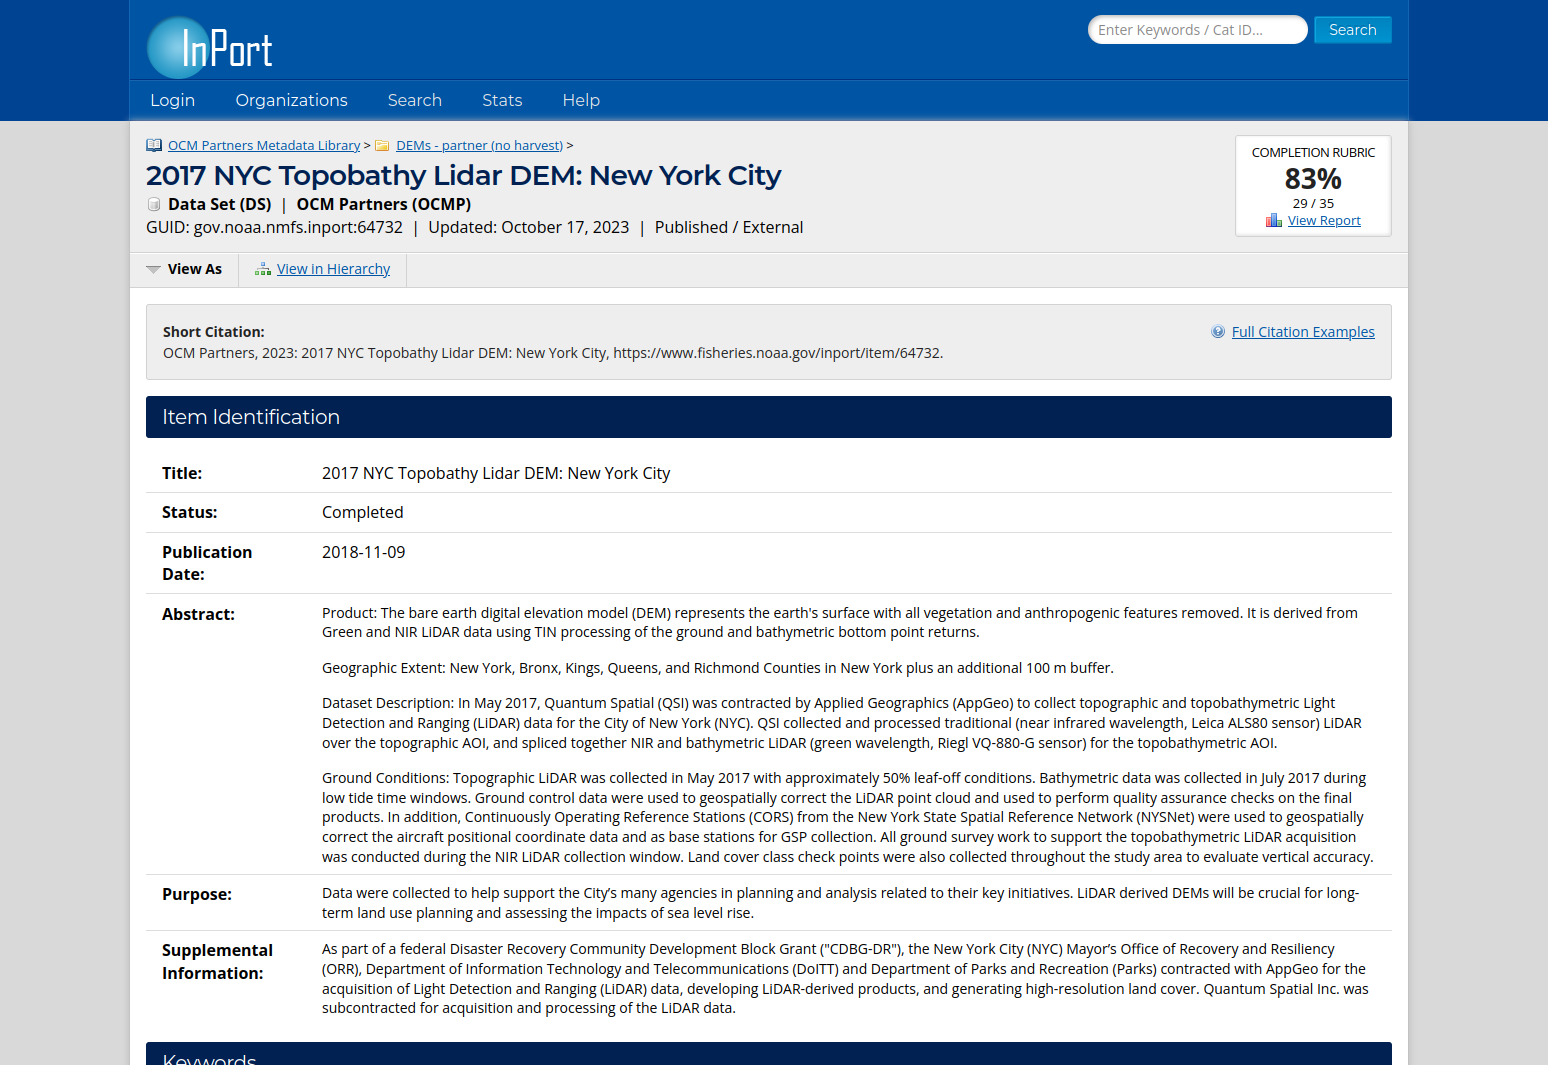 InPort
Enter Keywords / Cat ID...
Search
Login
Organizations
Search
Stats
Help
OCM Partners Metadata Library > DEMs - partner (no harvest) >
2017 NYC Topobathy Lidar DEM: New York City
Data Set (DS) | OCM Partners (OCMP)
GUID: gov.noaa.nmfs.inport:64732 | Updated: October 17, 2023 | Published / External
COMPLETION RUBRIC
83%
29 / 35
View Report
View As
View in Hierarchy
Short Citation:
OCM Partners, 2023: 2017 NYC Topobathy Lidar DEM: New York City, https://www.fisheries.noaa.gov/inport/item/64732.
Full Citation Examples
Item Identification
Title:
2017 NYC Topobathy Lidar DEM: New York City
Status:
Completed
Publication
Date:
2018-11-09
Abstract:
Product: The bare earth digital elevation model (DEM) represents the earth's surface with all vegetation and anthropogenic features removed. It is derived from
Green and NIR LiDAR data using TIN processing of the ground and bathymetric bottom point returns.
Geographic Extent: New York, Bronx, Kings, Queens, and Richmond Counties in New York plus an additional 100 m buffer.
Dataset Description: In May 2017, Quantum Spatial (QSI) was contracted by Applied Geographics (AppGeo) to collect topographic and topobathymetric Light
Detection and Ranging (LiDAR) data for the City of New York (NYC). QSI collected and processed traditional (near infrared wavelength, Leica ALS80 sensor) LiDAR
over the topographic AOI, and spliced together NIR and bathymetric LiDAR (green wavelength, Riegl VQ-880-G sensor) for the topobathymetric AOI.
Ground Conditions: Topographic LiDAR was collected in May 2017 with approximately 50% leaf-off conditions. Bathymetric data was collected in July 2017 during
low tide time windows. Ground control data were used to geospatially correct the LiDAR point cloud and used to perform quality assurance checks on the final
products. In addition, Continuously Operating Reference Stations (CORS) from the New York State Spatial Reference Network (NYSNet) were used to geospatially
correct the aircraft positional coordinate data and as base stations for GSP collection. All ground survey work to support the topobathymetric LiDAR acquisition
was conducted during the NIR LiDAR collection window. Land cover class check points were also collected throughout the study area to evaluate vertical accuracy.
Purpose:
Data were collected to help support the City’s many agencies in planning and analysis related to their key initiatives. LiDAR derived DEMs will be crucial for long-
term land use planning and assessing the impacts of sea level rise.
Supplemental
Information:
As part of a federal Disaster Recovery Community Development Block Grant ("CDBG-DR"), the New York City (NYC) Mayor’s Office of Recovery and Resiliency
(ORR), Department of Information Technology and Telecommunications (DoITT) and Department of Parks and Recreation (Parks) contracted with AppGeo for the
acquisition of Light Detection and Ranging (LiDAR) data, developing LiDAR-derived products, and generating high-resolution land cover. Quantum Spatial Inc. was
subcontracted for acquisition and processing of the LiDAR data.
Keywords